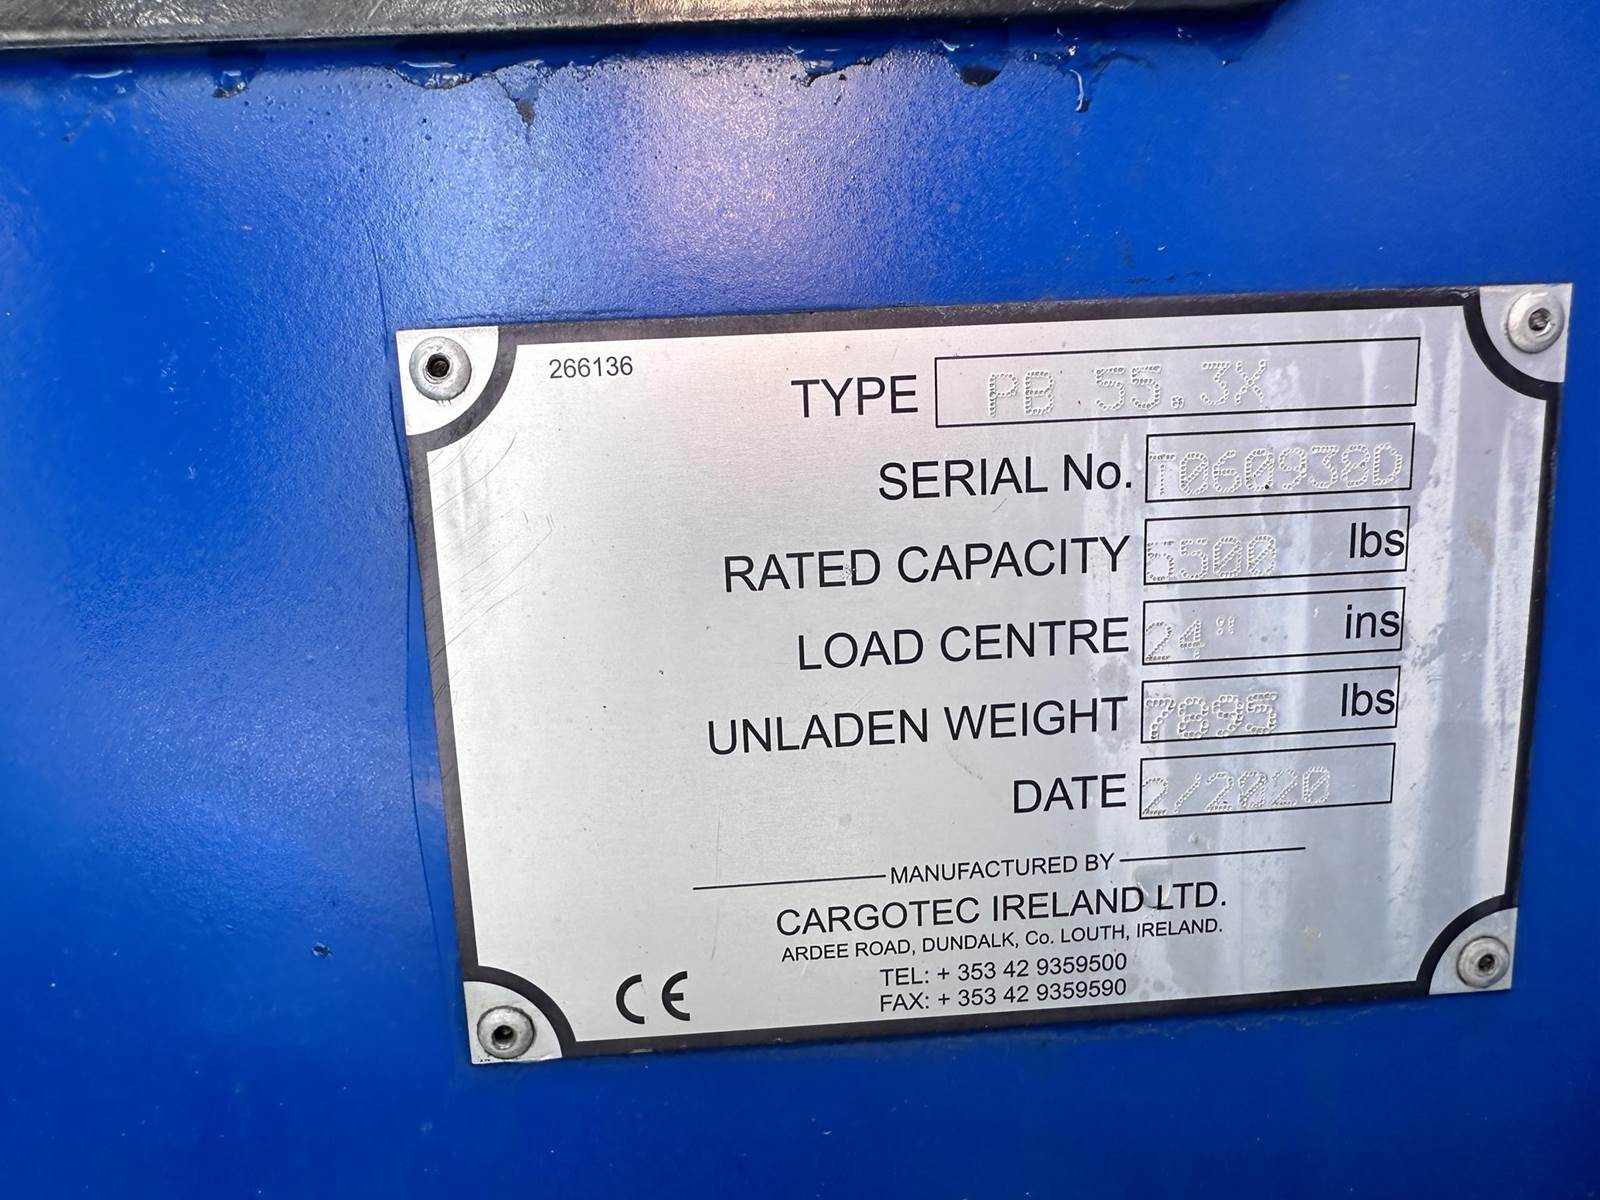 266136
TYPE PB 55.3X
SERIAL No. T060938D
RATED CAPACITY 5500 lbs
LOAD CENTRE 24" ins
UNLADEN WEIGHT 7895 lbs
DATE 2/2020
MANUFACTURED BY
CARGOTEC IRELAND LTD.
ARDEE ROAD, DUNDALK, Co. LOUTH, IRELAND.
TEL: + 353 42 9359500
FAX: + 353 42 9359590
CE